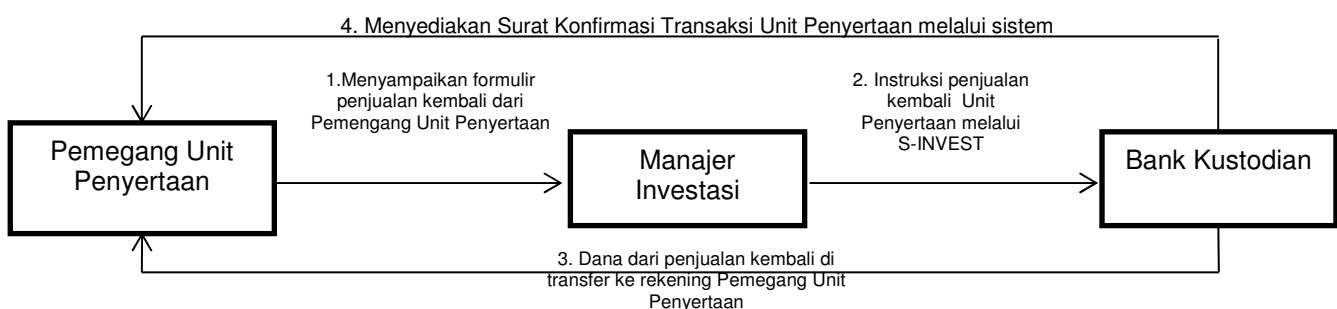 4. Menyediakan Surat Konfirmasi Transaksi Unit Penyertaan melalui sistem
1.Menyampaikan formulir
penjualan kembali dari
Pemengang Unit Penyertaan
2. Instruksi penjualan
kembali Unit
Penyertaan melalui
S-INVEST
Pemegang Unit
Penyertaan
Manajer
Investasi
Bank Kustodian
3. Dana dari penjualan kembali di
transfer ke rekening Pemegang Unit
Penyertaan